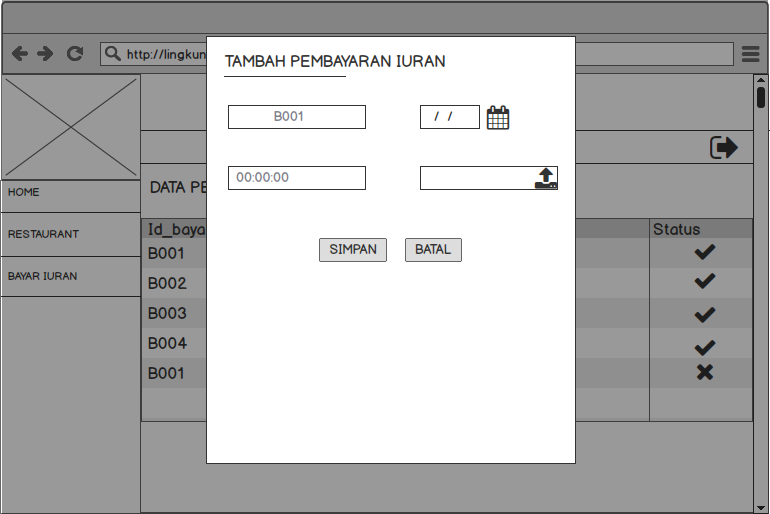 http://lingkun
TAMBAH PEMBAYARAN IURAN
B001
/ /
00:00:00
SIMPAN
BATAL
HOME
RESTAURANT
BAYAR IURAN
DATA PE
Id_baya
Status
B001
B002
B003
B004
B001